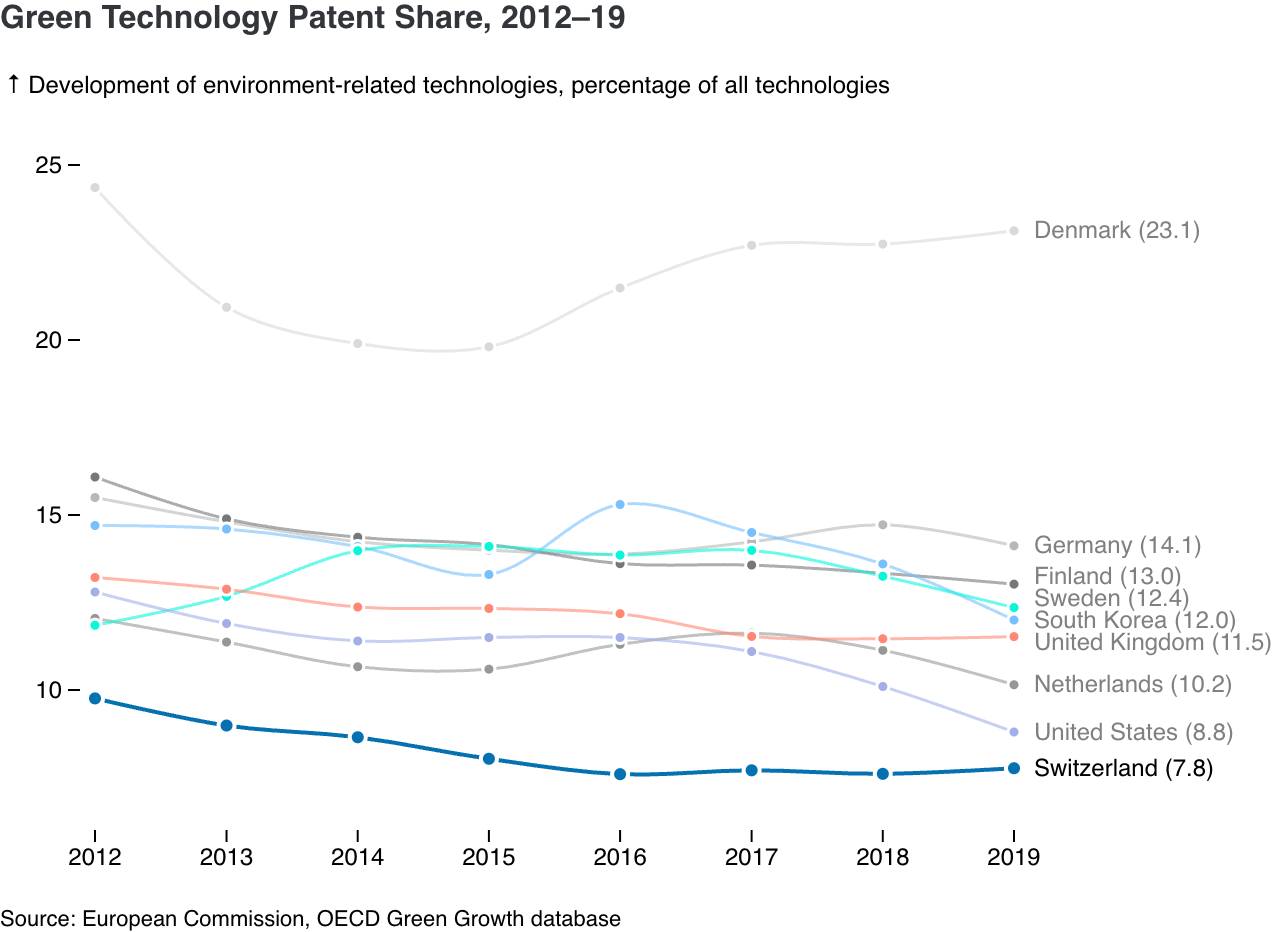 Green Technology Patent Share, 2012–19
↑ Development of environment-related technologies, percentage of all technologies
25
20
15
10
Denmark (23.1)
Germany (14.1)
Finland (13.0)
Sweden (12.4)
South Korea (12.0)
United Kingdom (11.5)
Netherlands (10.2)
United States (8.8)
Switzerland (7.8)
2012 2013 2014 2015 2016 2017 2018 2019
Source: European Commission, OECD Green Growth database